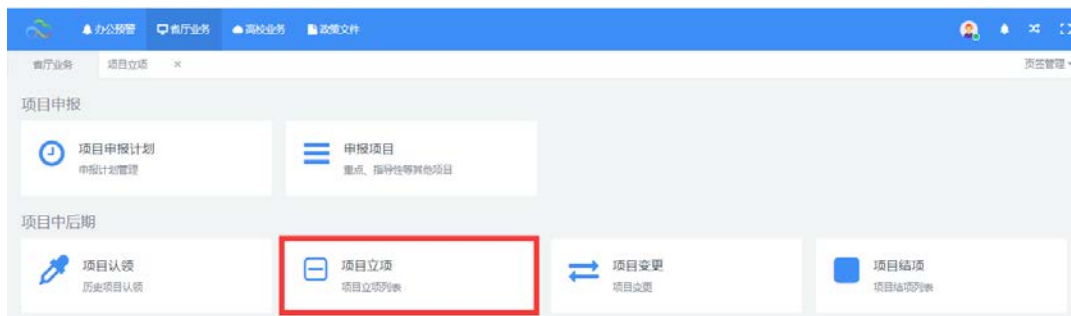 办公预警 省厅业务 高校业务 政策文件
省厅业务 项目立项 × 页签管理
项目申报
项目申报计划 申报项目
申报计划管理 重点、指导性等其他项目
项目中后期
项目认领 项目立项 项目变更 项目结项
历史项目认领 项目立项列表 项目变更 项目结项列表